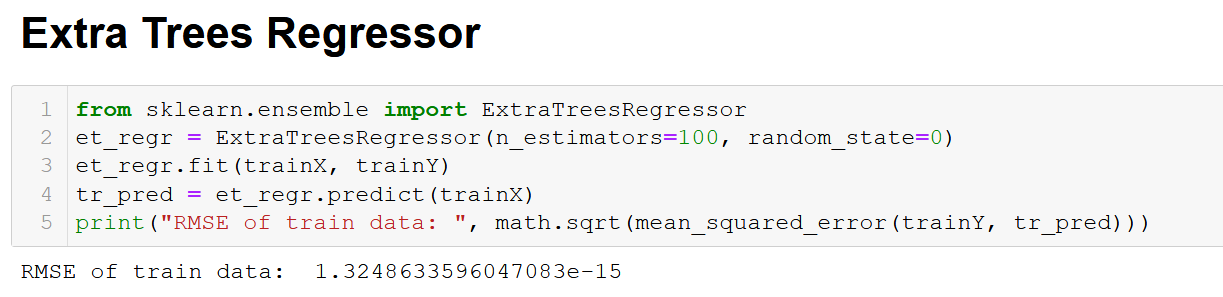 Extra Trees Regressor
1 from sklearn.ensemble import ExtraTreesRegressor
2 et_regr = ExtraTreesRegressor(n_estimators=100, random_state=0)
3 et_regr.fit(trainX, trainY)
4 tr_pred = et_regr.predict(trainX)
5 print("RMSE of train data: ", math.sqrt(mean_squared_error(trainY, tr_pred)))
RMSE of train data:  1.3248633596047083e-15